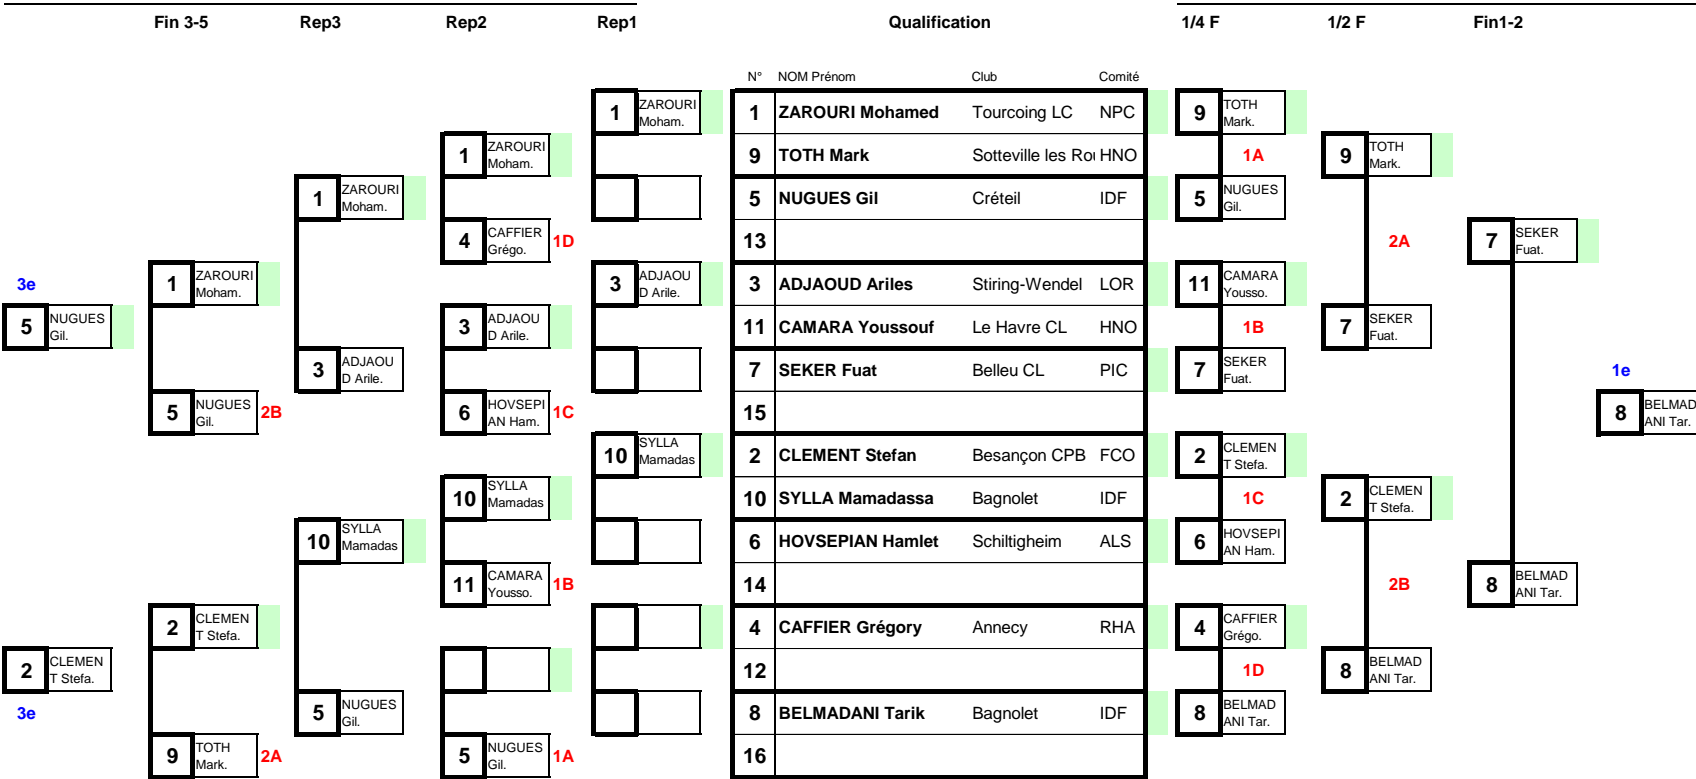 Fin 3-5 Rep3 Rep2 Rep1 Qualification 1/4 F 1/2 F Fin1-2
N° NOM Prénom Club Comité
1 ZAROURI Moham.
1 ZAROURI Mohamed Tourcoing LC NPC
9 TOTH Mark.
1 ZAROURI Moham.
9 TOTH Mark Sotteville les Rou HNO
1A
9 TOTH Mark.
1 ZAROURI Moham.
5 NUGUES Gil Créteil IDF
5 NUGUES Gil.
4 CAFFIER Grégo. 1D
13
2A
7 SEKER Fuat.
3e
1 ZAROURI Moham.
3 ADJAOU D Arile.
3 ADJAOUD Ariles Stiring-Wendel LOR
11 CAMARA Yousso.
5 NUGUES Gil.
3 ADJAOU D Arile.
11 CAMARA Youssouf Le Havre CL HNO
1B
7 SEKER Fuat.
3 ADJAOU D Arile.
7 SEKER Fuat Belleu CL PIC
7 SEKER Fuat.
1e
5 NUGUES Gil. 2B
6 HOVSEPI AN Ham. 1C
15
8 BELMAD ANI Tar.
10 SYLLA Mamadas
2 CLEMENT Stefan Besançon CPB FCO
2 CLEMEN T Stefa.
10 SYLLA Mamadas
10 SYLLA Mamadassa Bagnolet IDF
1C
2 CLEMEN T Stefa.
10 SYLLA Mamadas
6 HOVSEPIAN Hamlet Schiltigheim ALS
6 HOVSEPI AN Ham.
11 CAMARA Yousso. 1B
14
2B
8 BELMAD ANI Tar.
2 CLEMEN T Stefa.
4 CAFFIER Grégory Annecy RHA
4 CAFFIER Grégo.
2 CLEMEN T Stefa.
12
1D
8 BELMAD ANI Tar.
3e
5 NUGUES Gil.
8 BELMADANI Tarik Bagnolet IDF
8 BELMAD ANI Tar.
9 TOTH Mark. 2A
5 NUGUES Gil. 1A
16